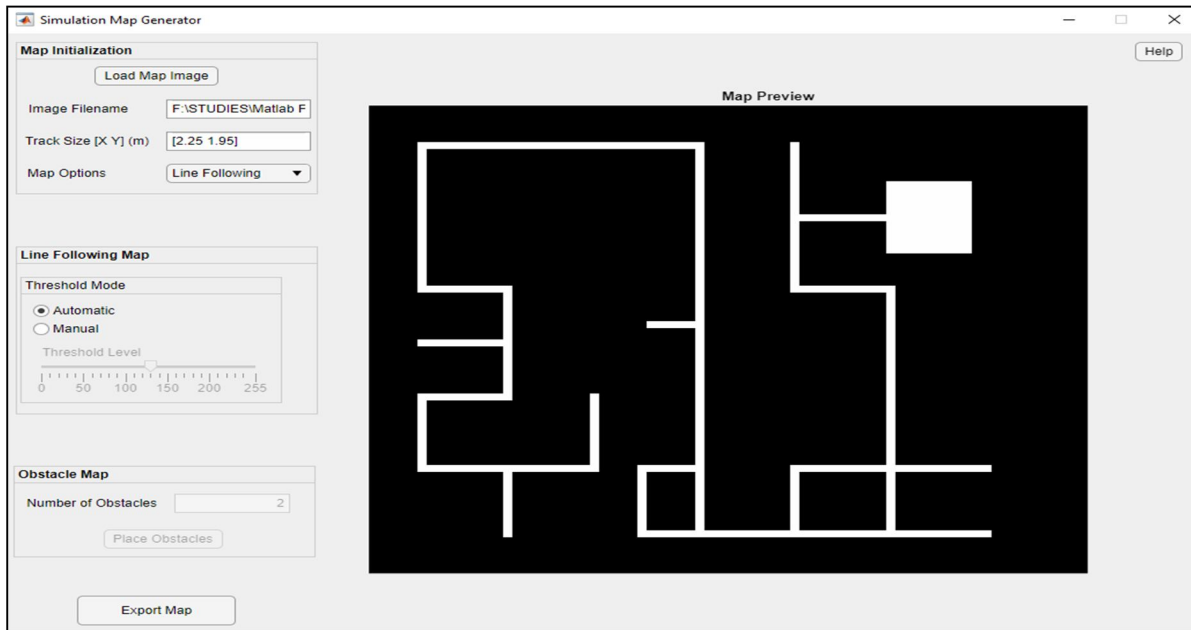 Simulation Map Generator
Map Initialization
Load Map Image
Image Filename F:\STUDIES\Matlab F
Track Size [X Y] (m) [2.25 1.95]
Map Options Line Following
Line Following Map
Threshold Mode
Automatic
Manual
Threshold Level
0 50 100 150 200 255
Obstacle Map
Number of Obstacles 2
Place Obstacles
Export Map
Help
Map Preview